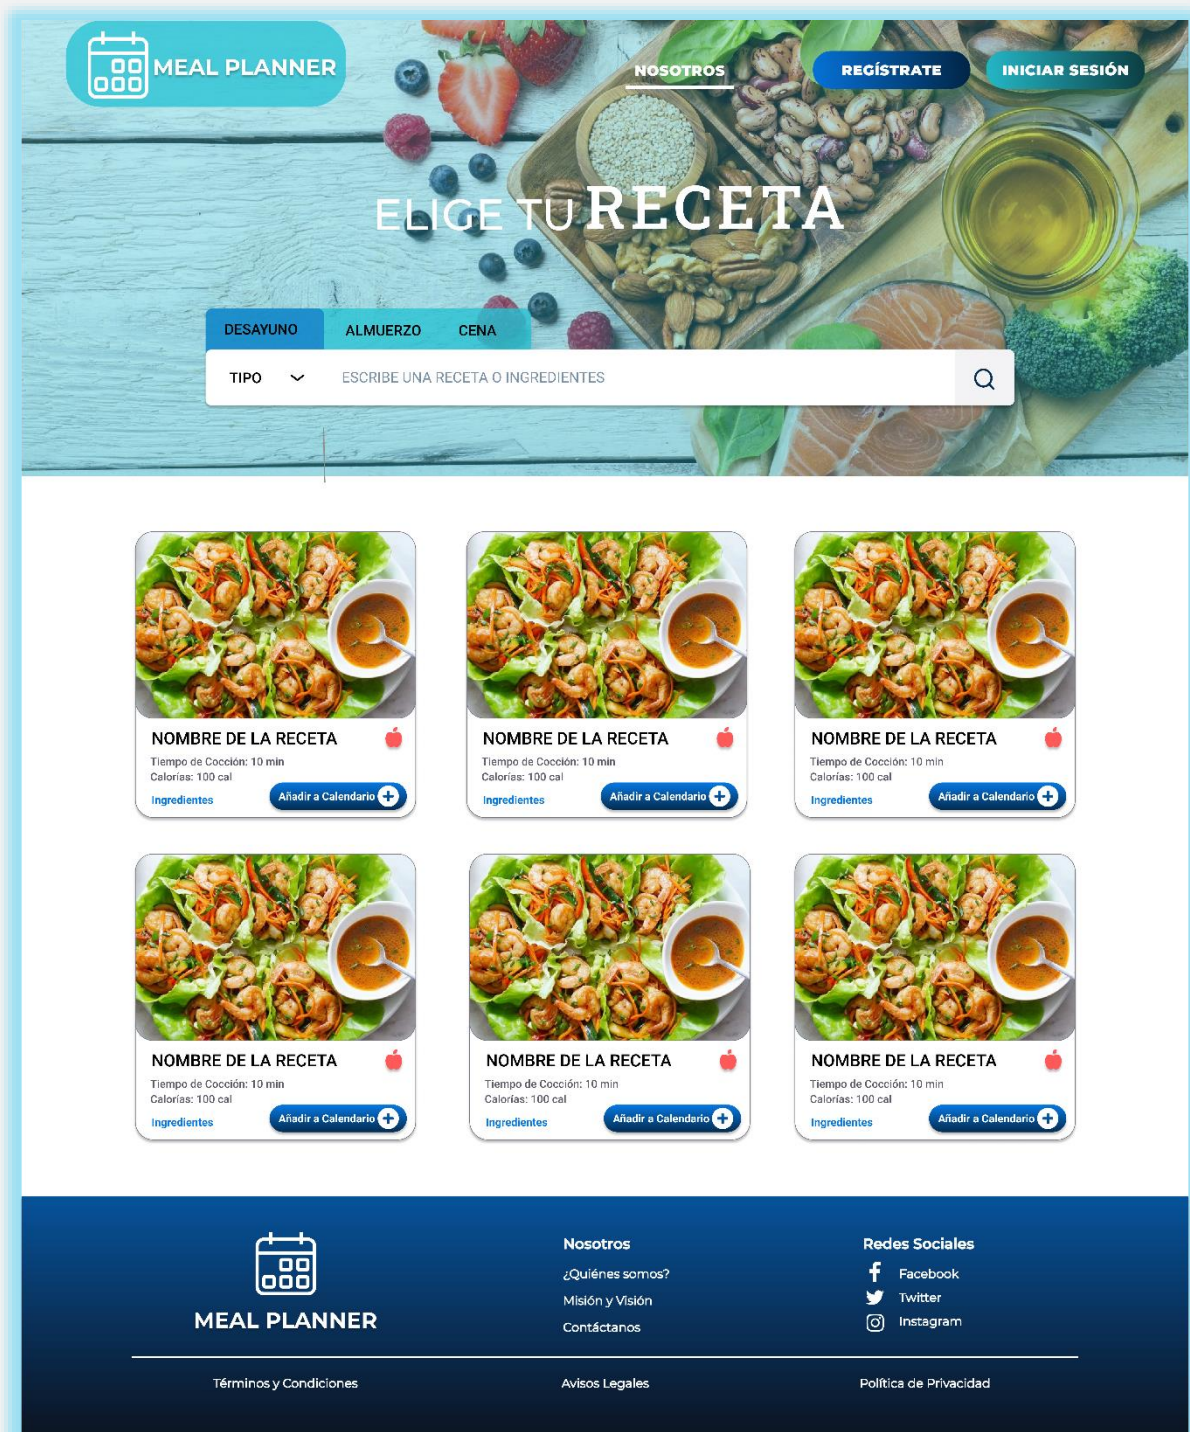 MEAL PLANNER
NOSOTROS
REGÍSTRATE
INICIAR SESIÓN
ELIGE TU RECETA
DESAYUNO
ALMUERZO
CENA
TIPO
ESCRIBE UNA RECETA O INGREDIENTES
NOMBRE DE LA RECETA
Tiempo de Cocción: 10 min
Calorías: 100 cal
Ingredientes
Añadir a Calendario
NOMBRE DE LA RECETA
Tiempo de Cocción: 10 min
Calorías: 100 cal
Ingredientes
Añadir a Calendario
NOMBRE DE LA RECETA
Tiempo de Cocción: 10 min
Calorías: 100 cal
Ingredientes
Añadir a Calendario
NOMBRE DE LA RECETA
Tiempo de Cocción: 10 min
Calorías: 100 cal
Ingredientes
Añadir a Calendario
NOMBRE DE LA RECETA
Tiempo de Cocción: 10 min
Calorías: 100 cal
Ingredientes
Añadir a Calendario
NOMBRE DE LA RECETA
Tiempo de Cocción: 10 min
Calorías: 100 cal
Ingredientes
Añadir a Calendario
MEAL PLANNER
Nosotros
¿Quiénes somos?
Misión y Visión
Contáctanos
Redes Sociales
Facebook
Twitter
Instagram
Términos y Condiciones
Avisos Legales
Política de Privacidad